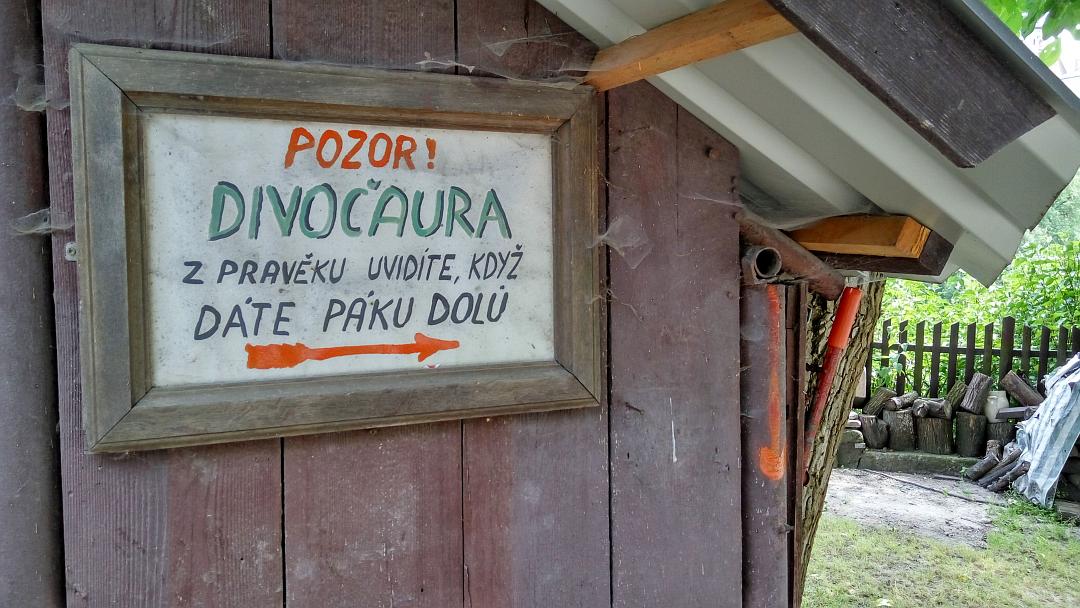 POZOR!
DIVOČAURA
Z PRAVĚKU UVIDÍTE, KDYŽ
DÁTE PÁKU DOLŮ